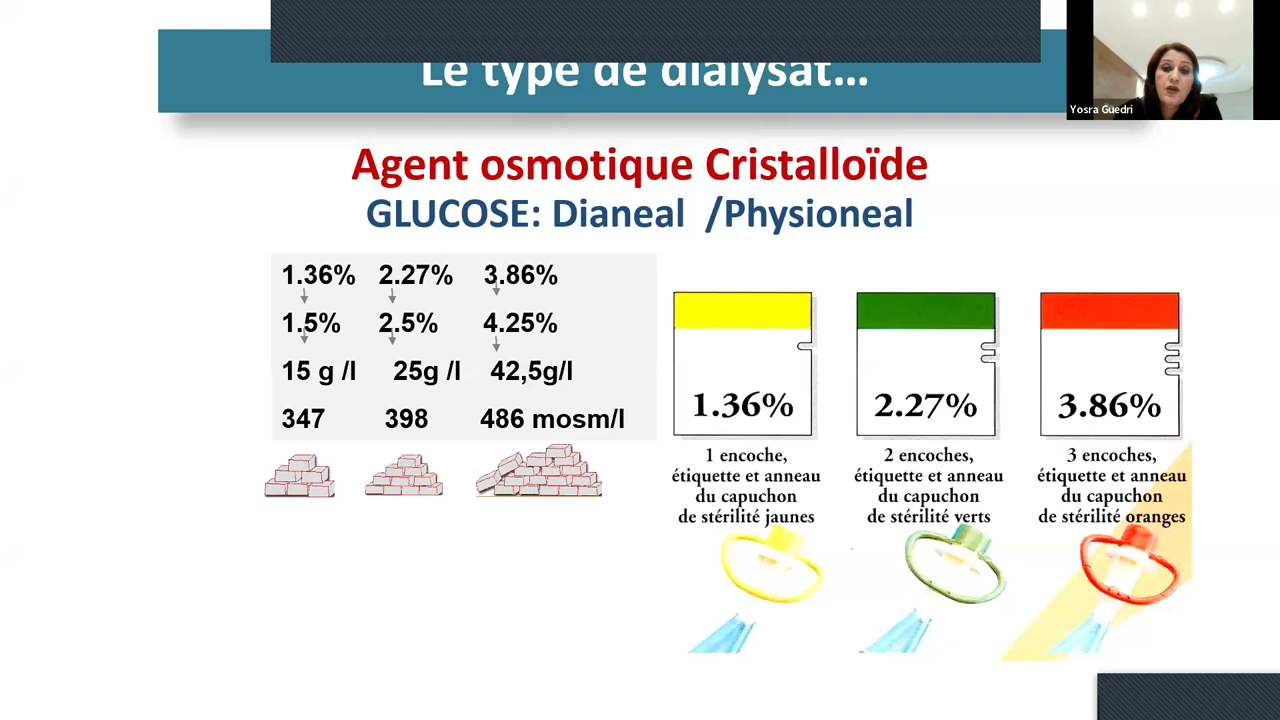 Le type de dialysat...
Yosra Guedri
Agent osmotique Cristalloïde
GLUCOSE: Dianeal /Physioneal
1.36% 2.27% 3.86%
1.5% 2.5% 4.25%
15 g /l 25g /l 42,5g/l
347 398 486 mosm/l
1.36%
1 encoche,
étiquette et anneau
du capuchon
de stérilité jaunes
2.27%
2 encoches,
étiquette et anneau
du capuchon
de stérilité verts
3.86%
3 encoches,
étiquette et anneau
du capuchon
de stérilité oranges